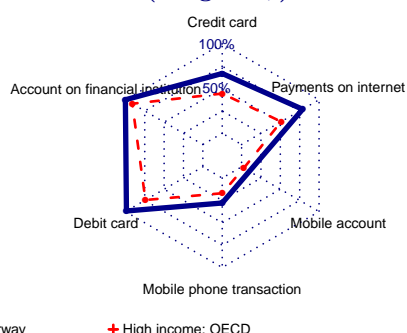 Credit card
100%
Account on financial institution
50%
Payments on internet
Debit card
Mobile account
Mobile phone transaction
High income: OECD